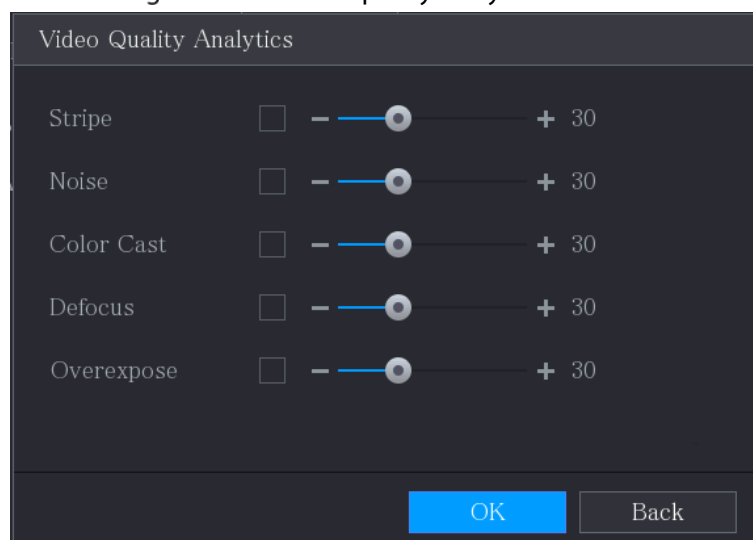 Video Quality Analytics
Stripe 30
Noise 30
Color Cast 30
Defocus 30
Overexpose 30
OK Back